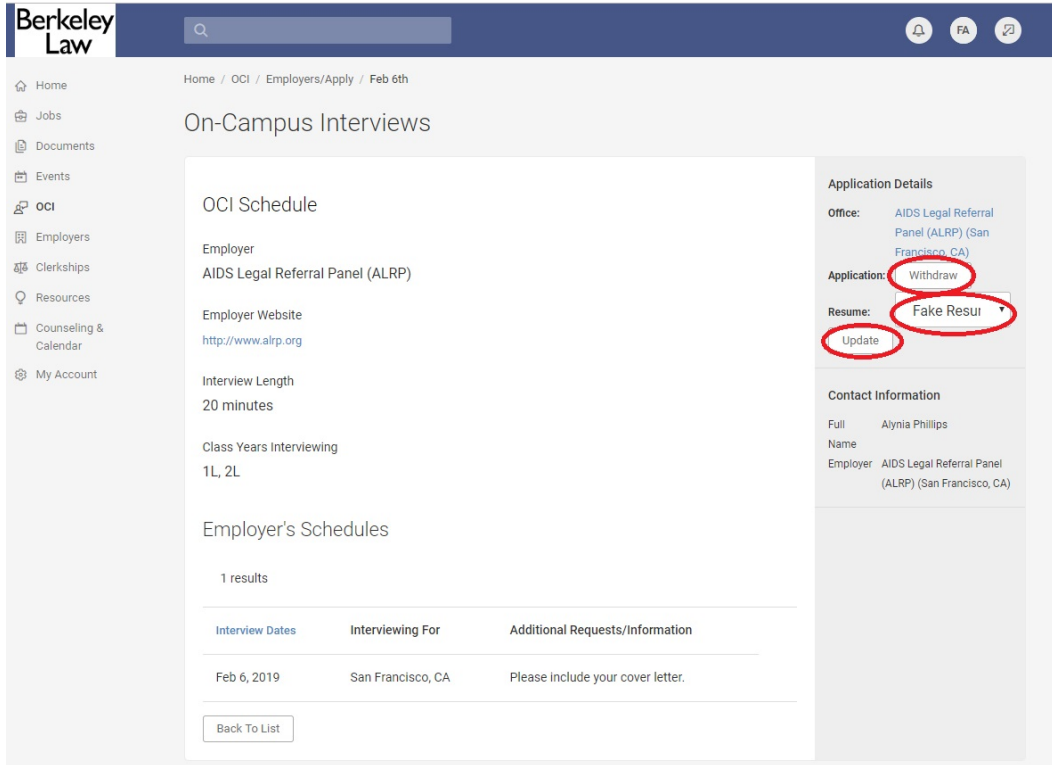 Berkeley
Law
FA
Home
Jobs
Documents
Events
OCI
Employers
Clerkships
Resources
Counseling &
Calendar
My Account
Home / OCI / Employers/Apply / Feb 6th
On-Campus Interviews
OCI Schedule
Employer
AIDS Legal Referral Panel (ALRP)
Employer Website
http://www.alrp.org
Interview Length
20 minutes
Class Years Interviewing
1L, 2L
Employer's Schedules
1 results
Interview Dates Interviewing For Additional Requests/Information
Feb 6, 2019 San Francisco, CA Please include your cover letter.
Back To List
Application Details
Office: AIDS Legal Referral
Panel (ALRP) (San
Francisco, CA)
Application: Withdraw
Resume: Fake Resur
Update
Contact Information
Full Alynia Phillips
Name
Employer AIDS Legal Referral Panel
(ALRP) (San Francisco, CA)